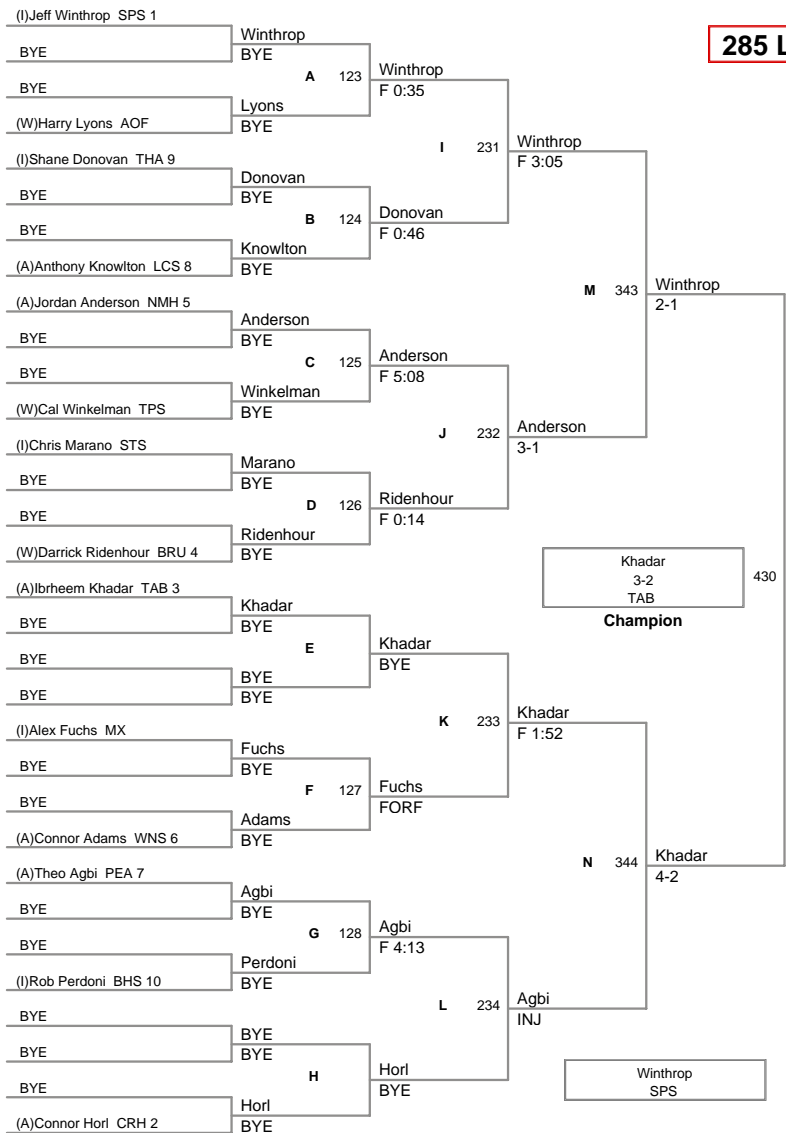 (I)Jeff Winthrop SPS 1
BYE
BYE
(W)Harry Lyons AOF
(I)Shane Donovan THA 9
BYE
BYE
(A)Anthony Knowlton LCS 8
(A)Jordan Anderson NMH 5
BYE
BYE
(W)Cal Winkelman TPS
(I)Chris Marano STS
BYE
BYE
(W)Darrick Ridenhour BRU 4
(A)Ibrheem Khadar TAB 3
BYE
BYE
BYE
(I)Alex Fuchs MX
BYE
BYE
(A)Connor Adams WNS 6
(A)Theo Agbi PEA 7
BYE
BYE
(I)Rob Perdoni BHS 10
BYE
BYE
BYE
(A)Connor Horl CRH 2
Winthrop
BYE
A 123
Lyons
BYE
Donovan
BYE
B 124
Knowlton
BYE
Anderson
BYE
C 125
Winkelman
BYE
Marano
BYE
D 126
Ridenhour
BYE
Khadar
BYE
E
BYE
BYE
Fuchs
BYE
F 127
Adams
BYE
Agbi
BYE
G 128
Perdoni
BYE
BYE
BYE
H
Horl
BYE
Winthrop
F 0:35
I 231
Donovan
F 0:46
Anderson
F 5:08
J 232
Ridenhour
F 0:14
Khadar
BYE
K 233
Fuchs
FORF
Agbi
F 4:13
L 234
Horl
BYE
Winthrop
F 3:05
M 343
Anderson
3-1
Khadar
F 1:52
N 344
Agbi
INJ
285 L
Winthrop
2-1
Khadar
3-2
TAB
430
Champion
Khadar
4-2
Winthrop
SPS